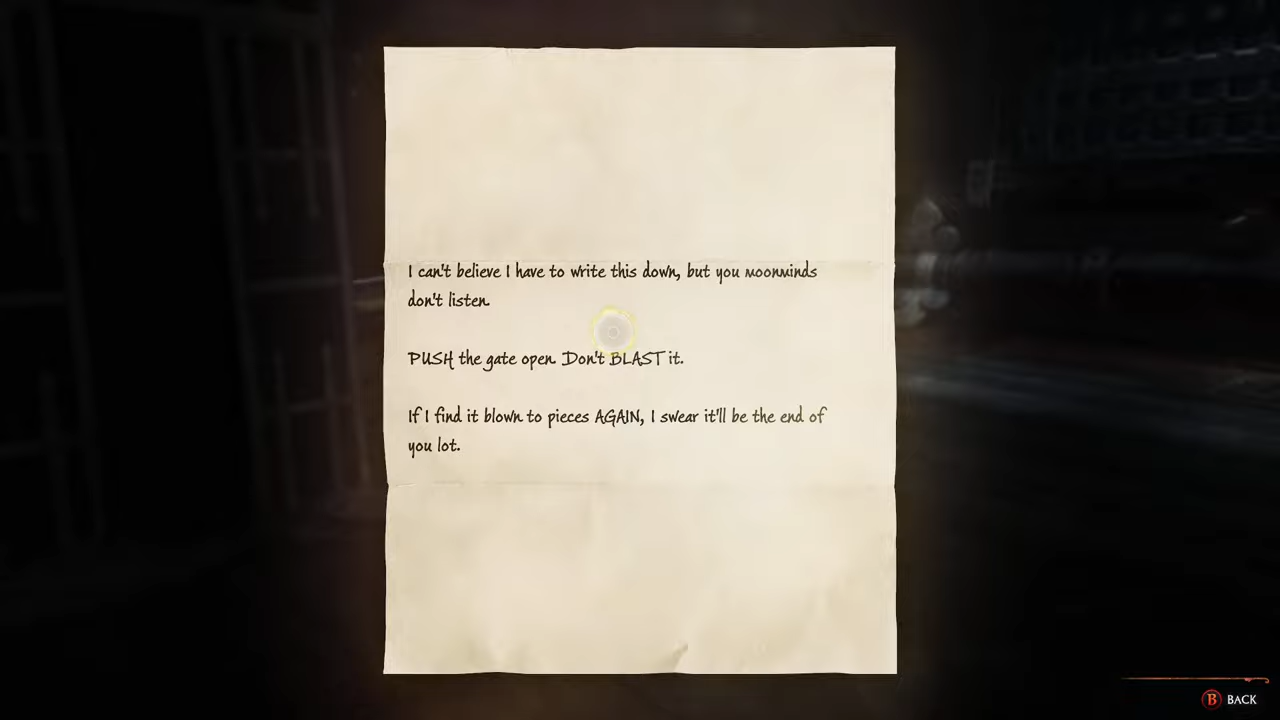 I can't believe I have to write this down, but you moonminds
don't listen.
PUSH the gate open. Don't BLAST it.
If I find it blown to pieces AGAIN, I swear it'll be the end of
you lot.
B BACK